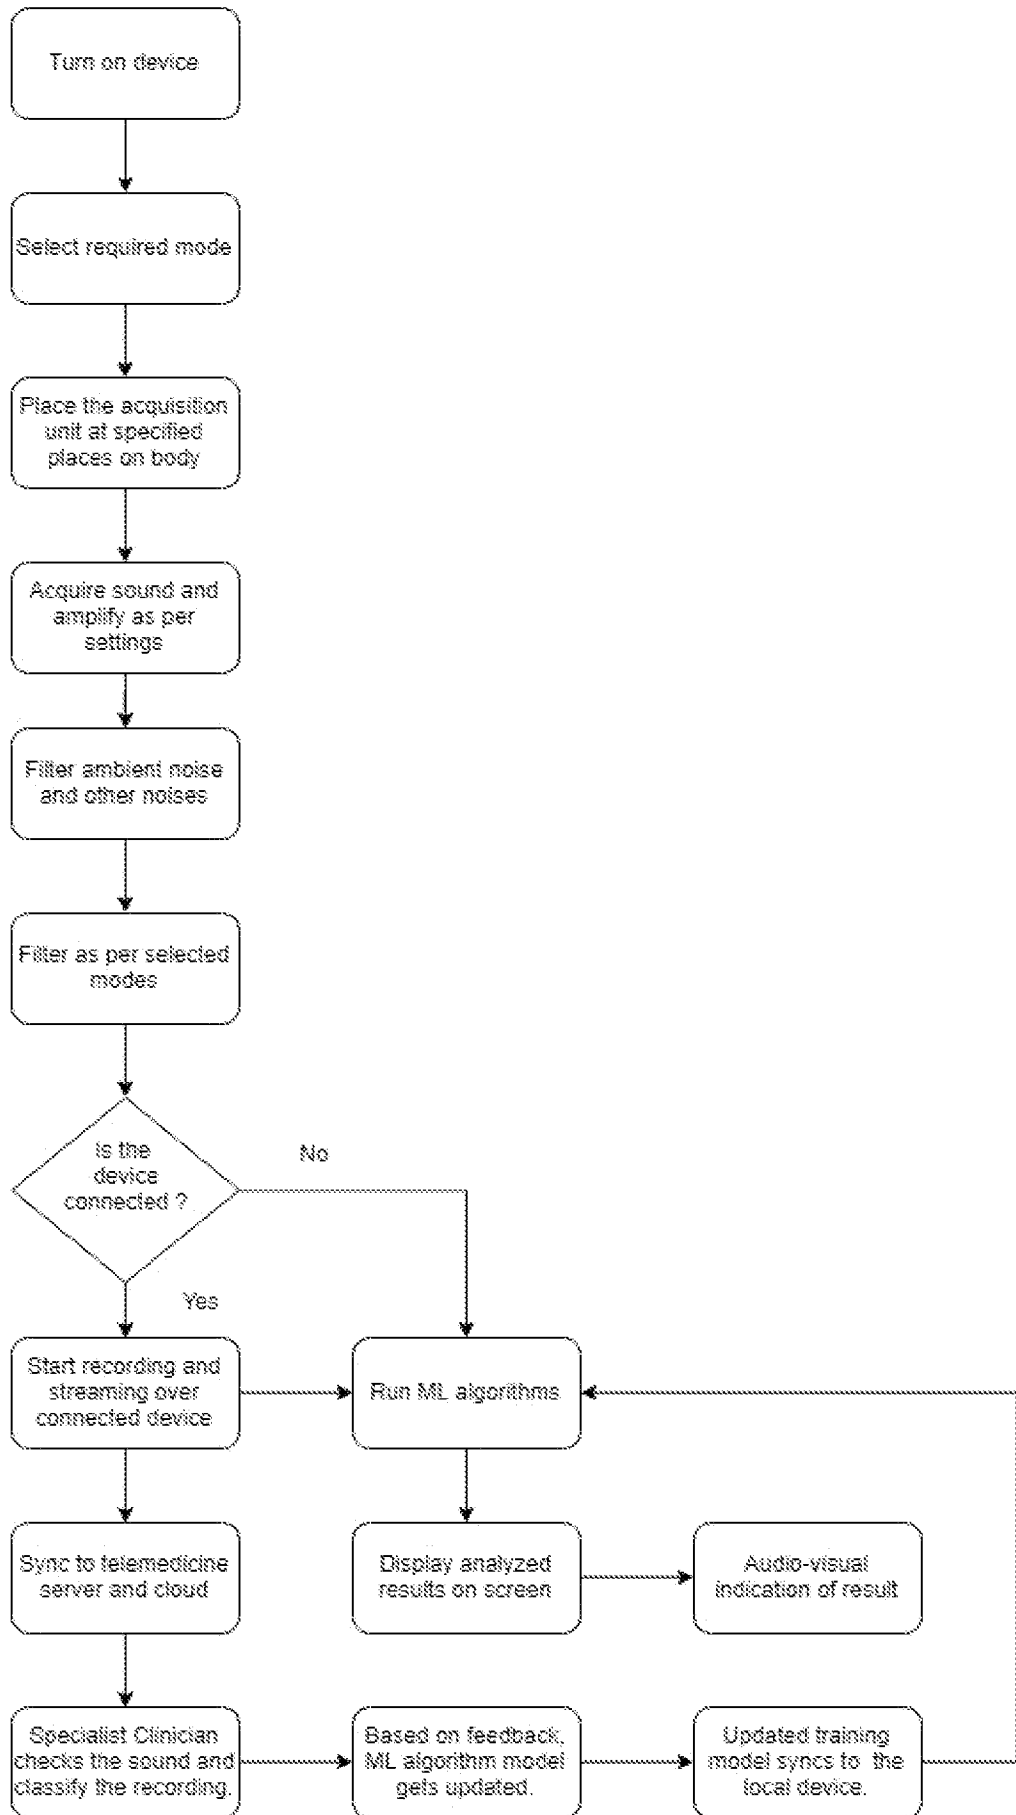 Turn on device
Select required mode
Place the acquisition
unit at specified
places on body
Acquire sound and
amplify as per
settings
Filter ambient noise
and other noises
Filter as per selected
modes
Is the
device
connected ?
No
Yes
Start recording and
streaming over
connected device
Run ML algorithms
Sync to telemedicine
server and cloud
Display analyzed
results on screen
Audio-visual
indication of result
Specialist Clinician
checks the sound and
classify the recording.
Based on feedback,
ML algorithm model
gets updated.
Updated training
model syncs to the
local device.